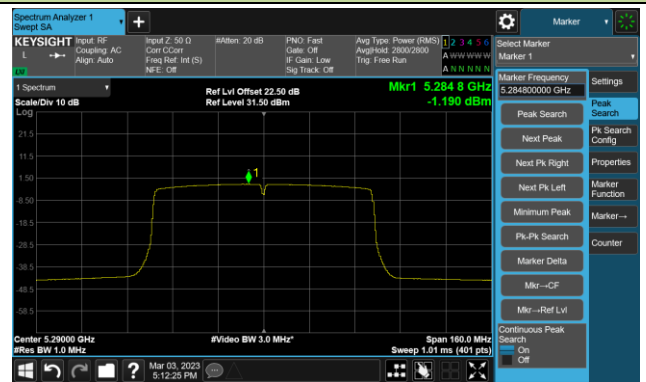 Spectrum Analyzer 1
Swept SA
Marker
KEYSIGHT
L
LW
Input: RF
Coupling: AC
Align: Auto
Input Z: 50 Ω
Corr CCorr
Freq Ref: Int (S)
NFE: Off
#Atten: 20 dB
PNO: Fast
Gate: Off
IF Gain: Low
Sig Track: Off
Avg Type: Power (RMS)
Avg|Hold: 2800/2800
Trig: Free Run
1 2 3 4 5 6
A W W W W W
A N N N N N
Select Marker
Marker 1
1 Spectrum
Scale/Div 10 dB
Log
Ref Lvl Offset 22.50 dB
Ref Level 31.50 dBm
Mkr1 5.284 8 GHz
-1.190 dBm
21.5
11.5
1.50
-8.50
-18.5
-28.5
-38.5
-48.5
-58.5
1
Center 5.29000 GHz
#Res BW 1.0 MHz
#Video BW 3.0 MHz*
Span 160.0 MHz
Sweep 1.01 ms (401 pts)
Marker Frequency
5.284800000 GHz
Peak Search
Next Peak
Next Pk Right
Next Pk Left
Minimum Peak
Pk-Pk Search
Marker Delta
Mkr→CF
Mkr→Ref Lvl
Continuous Peak
Search
On
Off
Settings
Peak
Search
Pk Search
Config
Properties
Marker
Function
Marker→
Counter
?
Mar 03, 2023
5:12:25 PM